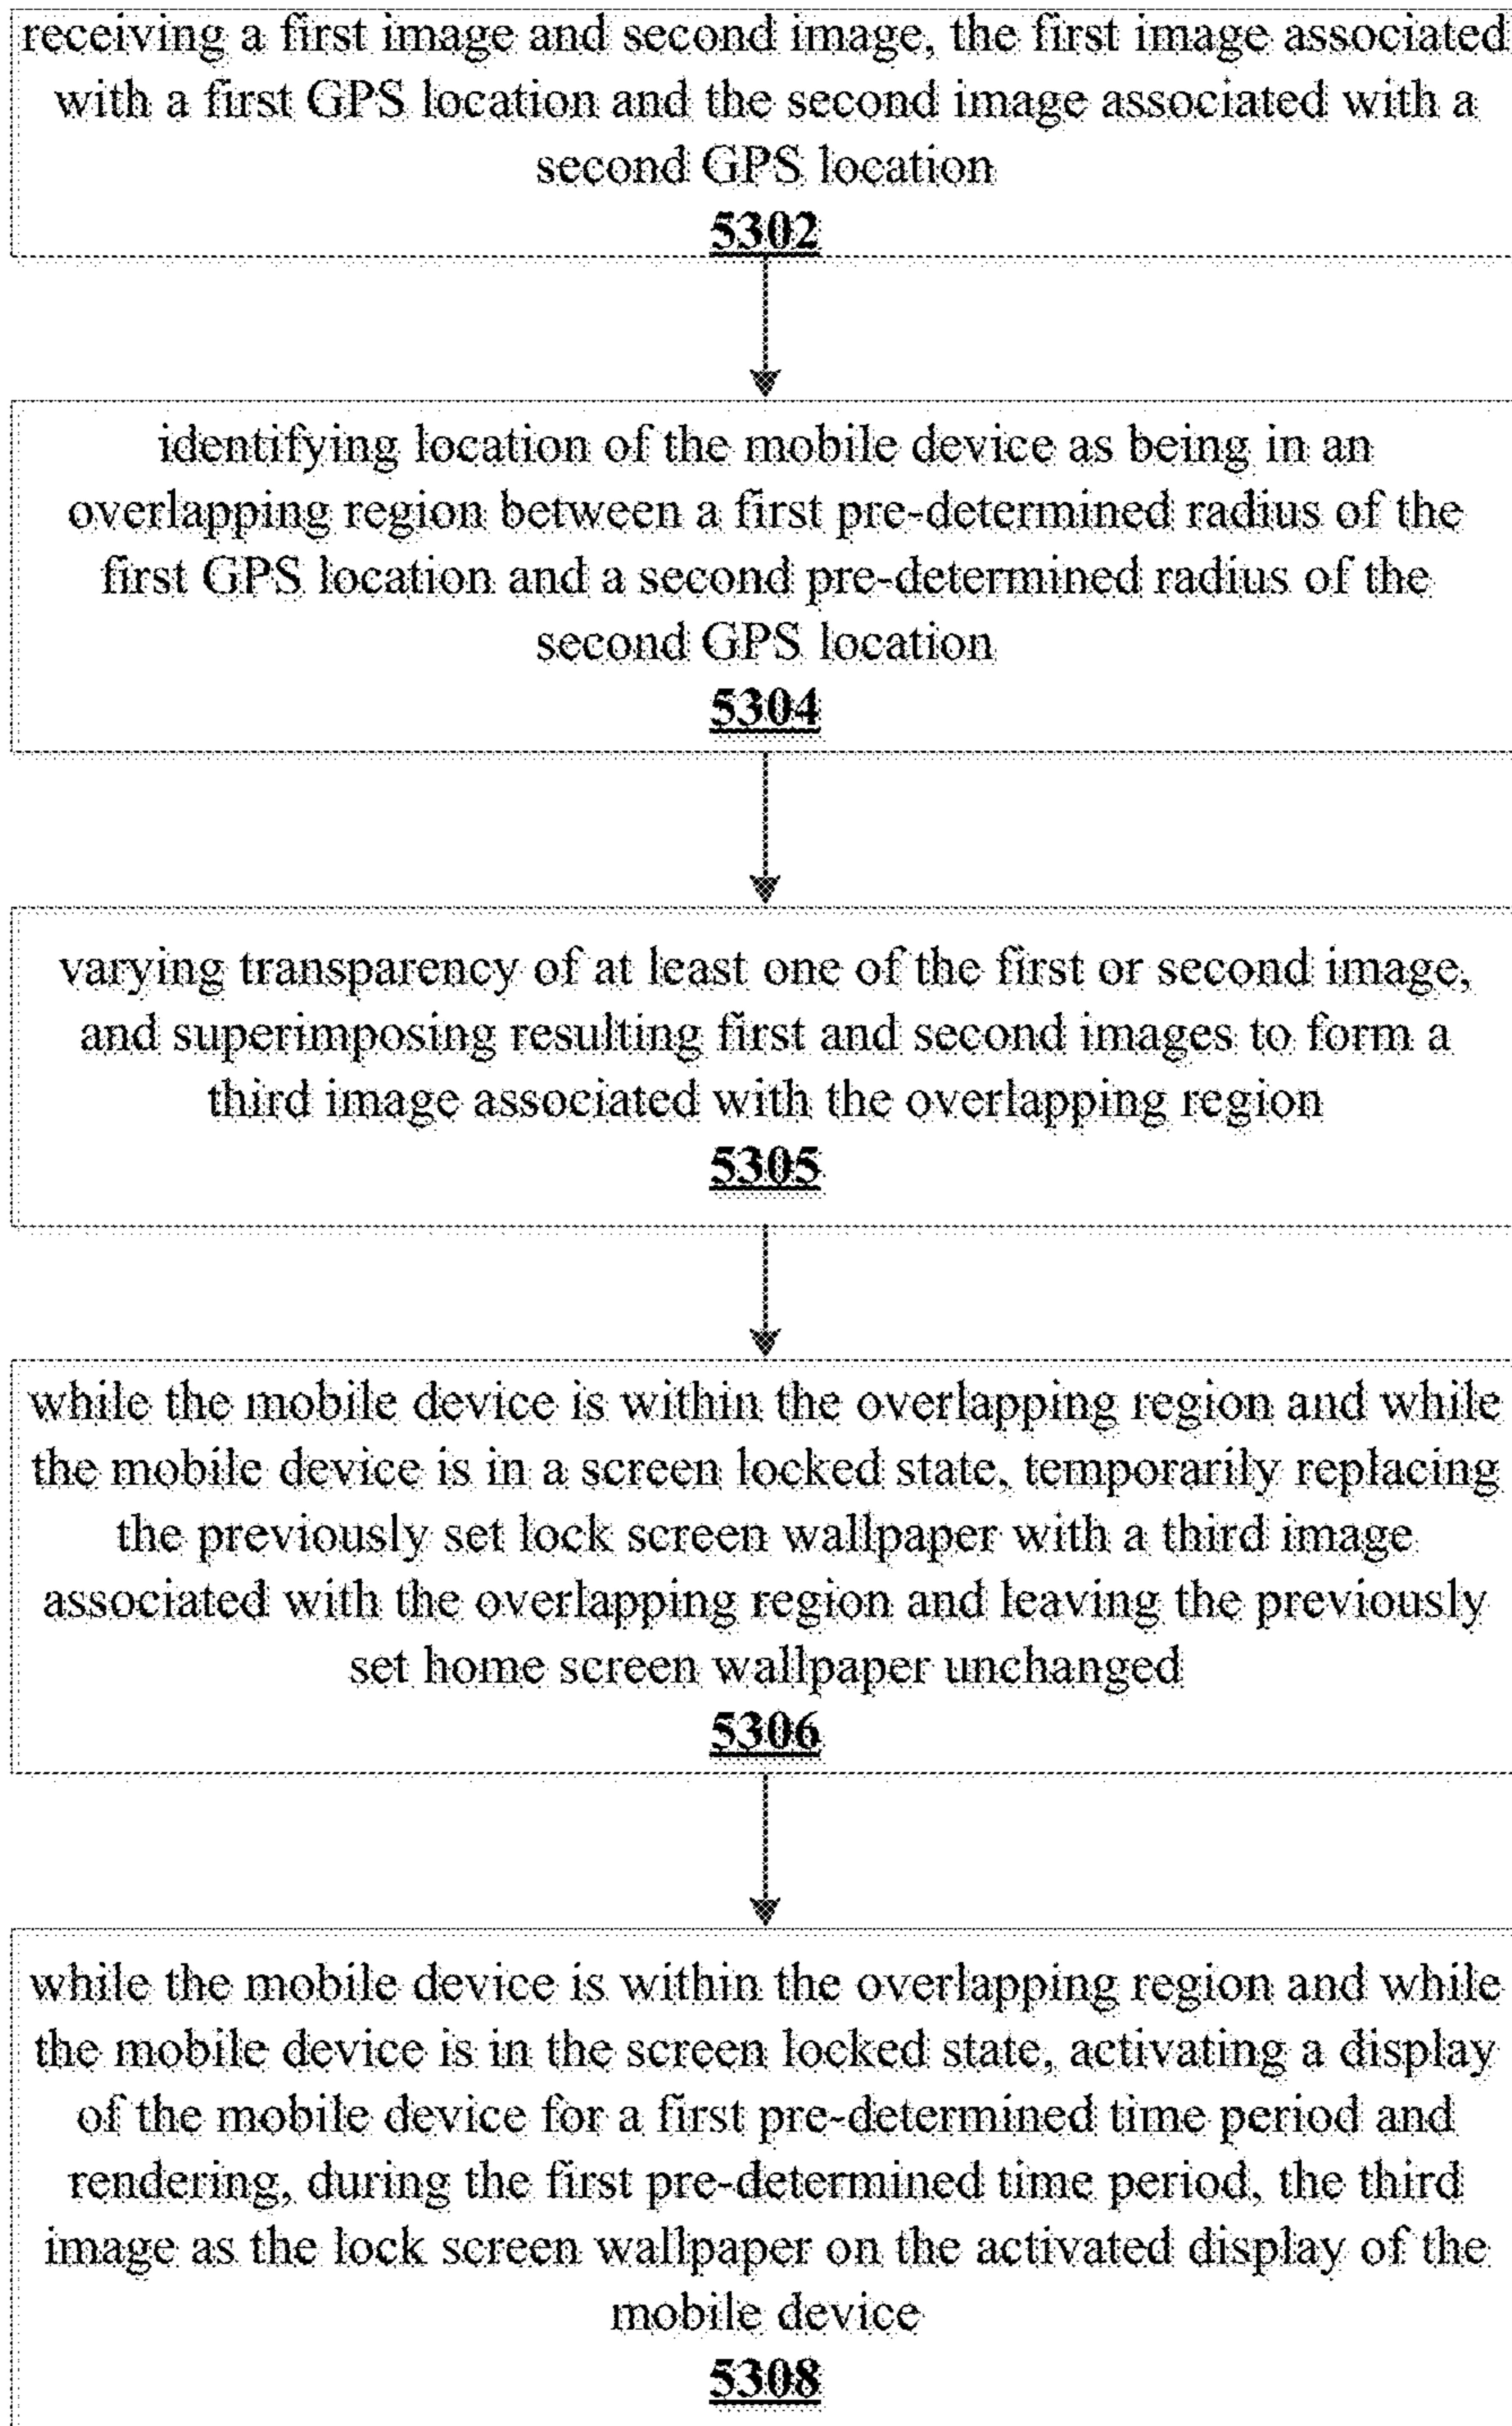 receiving a first image and second image, the first image associated
with a first GPS location and the second image associated with a
second GPS location
5302
identifying location of the mobile device as being in an
overlapping region between a first pre-determined radius of the
first GPS location and a second pre-determined radius of the
second GPS location
5304
varying transparency of at least one of the first or second image,
and superimposing resulting first and second images to form a
third image associated with the overlapping region
5305
while the mobile device is within the overlapping region and while
the mobile device is in a screen locked state, temporarily replacing
the previously set lock screen wallpaper with a third image
associated with the overlapping region and leaving the previously
set home screen wallpaper unchanged
5306
while the mobile device is within the overlapping region and while
the mobile device is in the screen locked state, activating a display
of the mobile device for a first pre-determined time period and
rendering, during the first pre-determined time period, the third
image as the lock screen wallpaper on the activated display of the
mobile device
5308